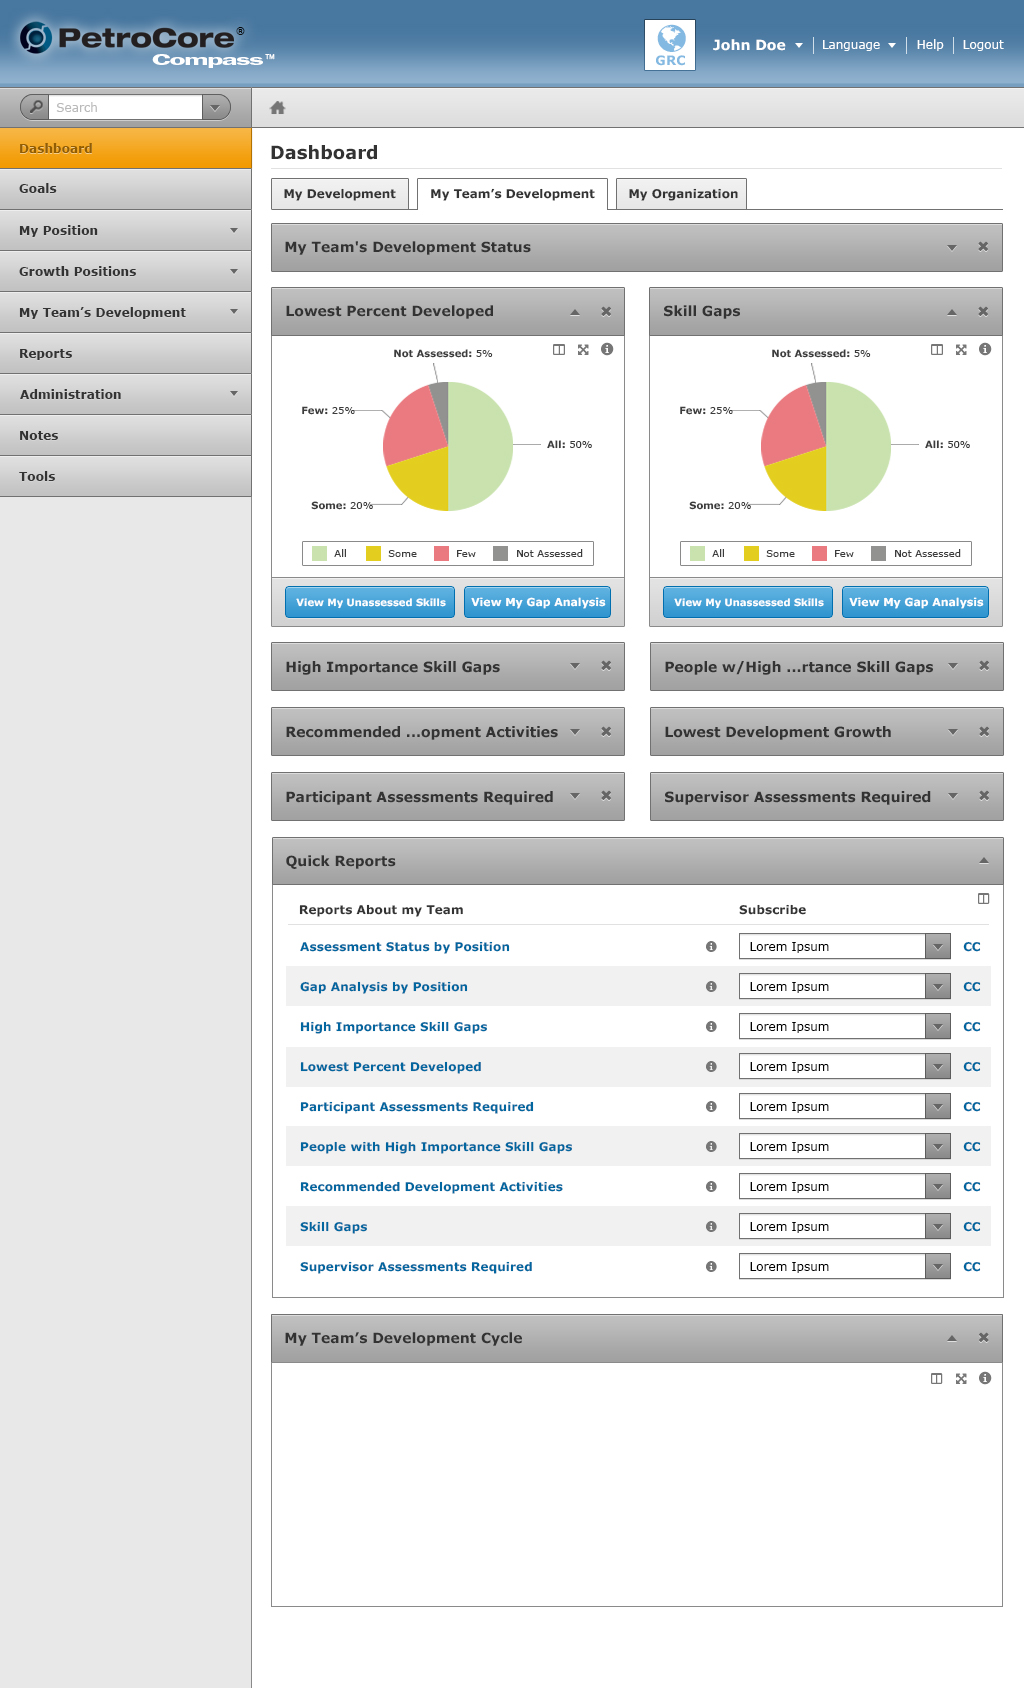 PetroCore®
Compass™
GRC
John Doe
Language
Help
Logout
Search
Dashboard
Goals
My Position
Growth Positions
My Team’s Development
Reports
Administration
Notes
Tools
Dashboard
My Development
My Team’s Development
My Organization
My Team's Development Status
Lowest Percent Developed
Not Assessed: 5%
Few: 25%
All: 50%
Some: 20%
All
Some
Few
Not Assessed
View My Unassessed Skills
View My Gap Analysis
Skill Gaps
Not Assessed: 5%
Few: 25%
All: 50%
Some: 20%
All
Some
Few
Not Assessed
View My Unassessed Skills
View My Gap Analysis
High Importance Skill Gaps
People w/High ...rtance Skill Gaps
Recommended ...opment Activities
Lowest Development Growth
Participant Assessments Required
Supervisor Assessments Required
Quick Reports
Reports About my Team Subscribe
Assessment Status by Position Lorem Ipsum CC
Gap Analysis by Position Lorem Ipsum CC
High Importance Skill Gaps Lorem Ipsum CC
Lowest Percent Developed Lorem Ipsum CC
Participant Assessments Required Lorem Ipsum CC
People with High Importance Skill Gaps Lorem Ipsum CC
Recommended Development Activities Lorem Ipsum CC
Skill Gaps Lorem Ipsum CC
Supervisor Assessments Required Lorem Ipsum CC
My Team’s Development Cycle